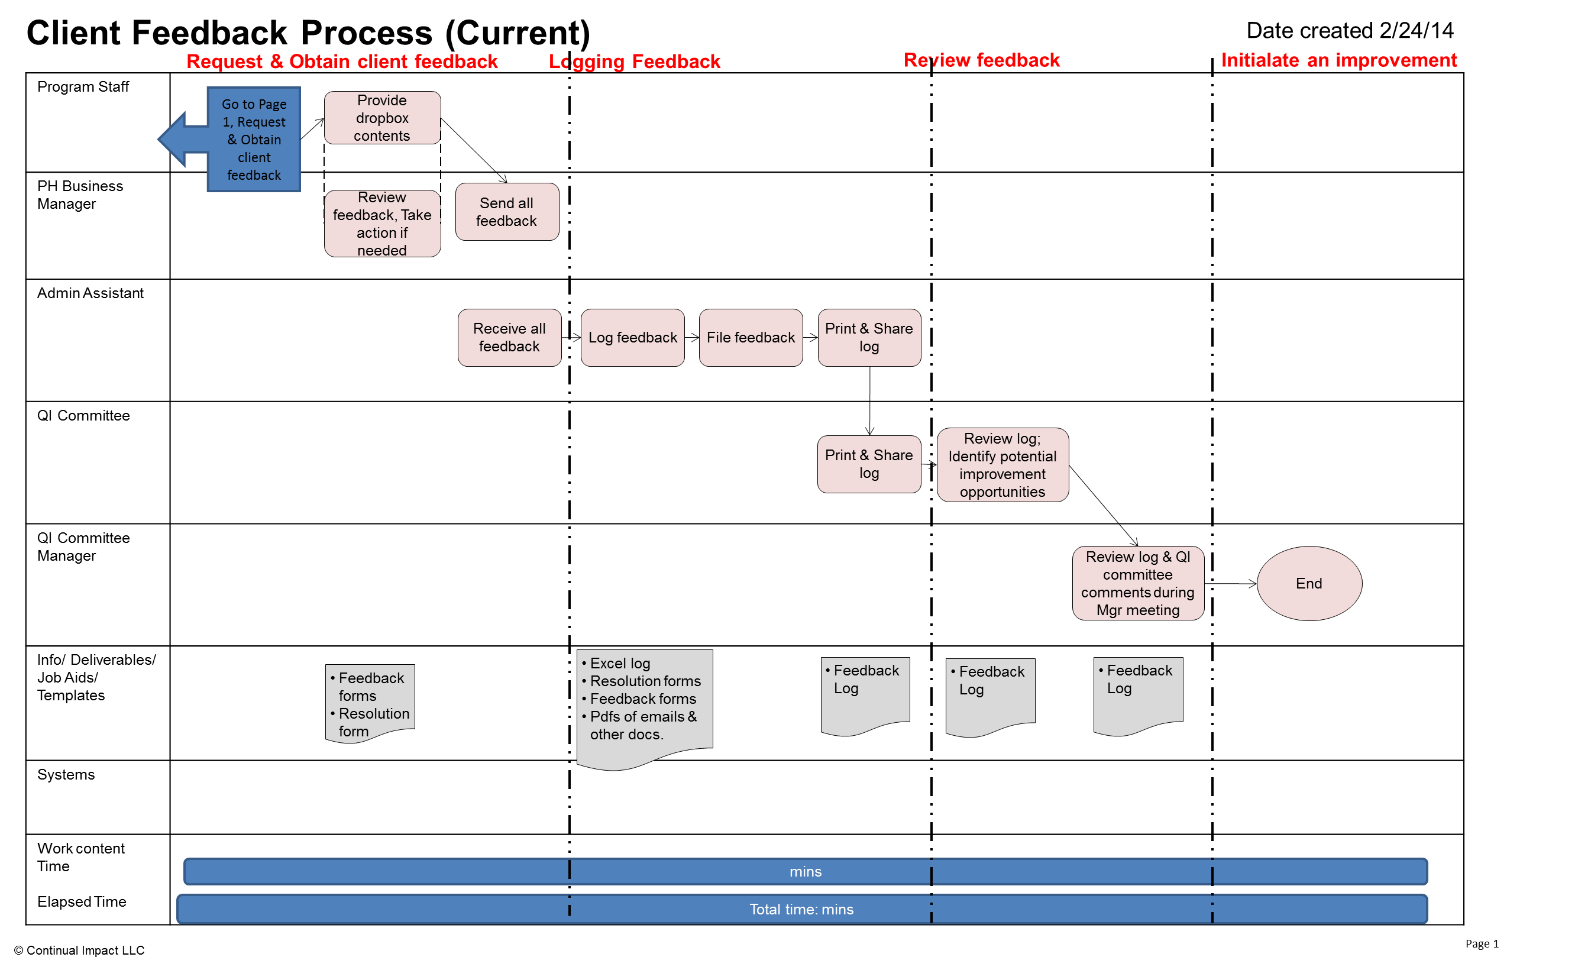 Client Feedback Process (Current)
Date created 2/24/14
Request & Obtain client feedback
Logging Feedback
Review feedback
Initialate an improvement
Program Staff
Go to Page
1, Request
& Obtain
client
feedback
Provide
dropbox
contents
PH Business
Manager
Review
feedback, Take
action if
needed
Send all
feedback
Admin Assistant
Receive all
feedback
Log feedback
File feedback
Print & Share
log
QI Committee
Print & Share
log
Review log;
Identify potential
improvement
opportunities
QI Committee
Manager
Review log & QI
committee
comments during
Mgr meeting
End
Info/ Deliverables/
Job Aids/
Templates
• Feedback
forms
• Resolution
form
• Excel log
• Resolution forms
• Feedback forms
• Pdfs of emails &
other docs.
• Feedback
Log
• Feedback
Log
• Feedback
Log
Systems
Work content
Time
mins
Elapsed Time
Total time: mins
© Continual Impact LLC
Page 1